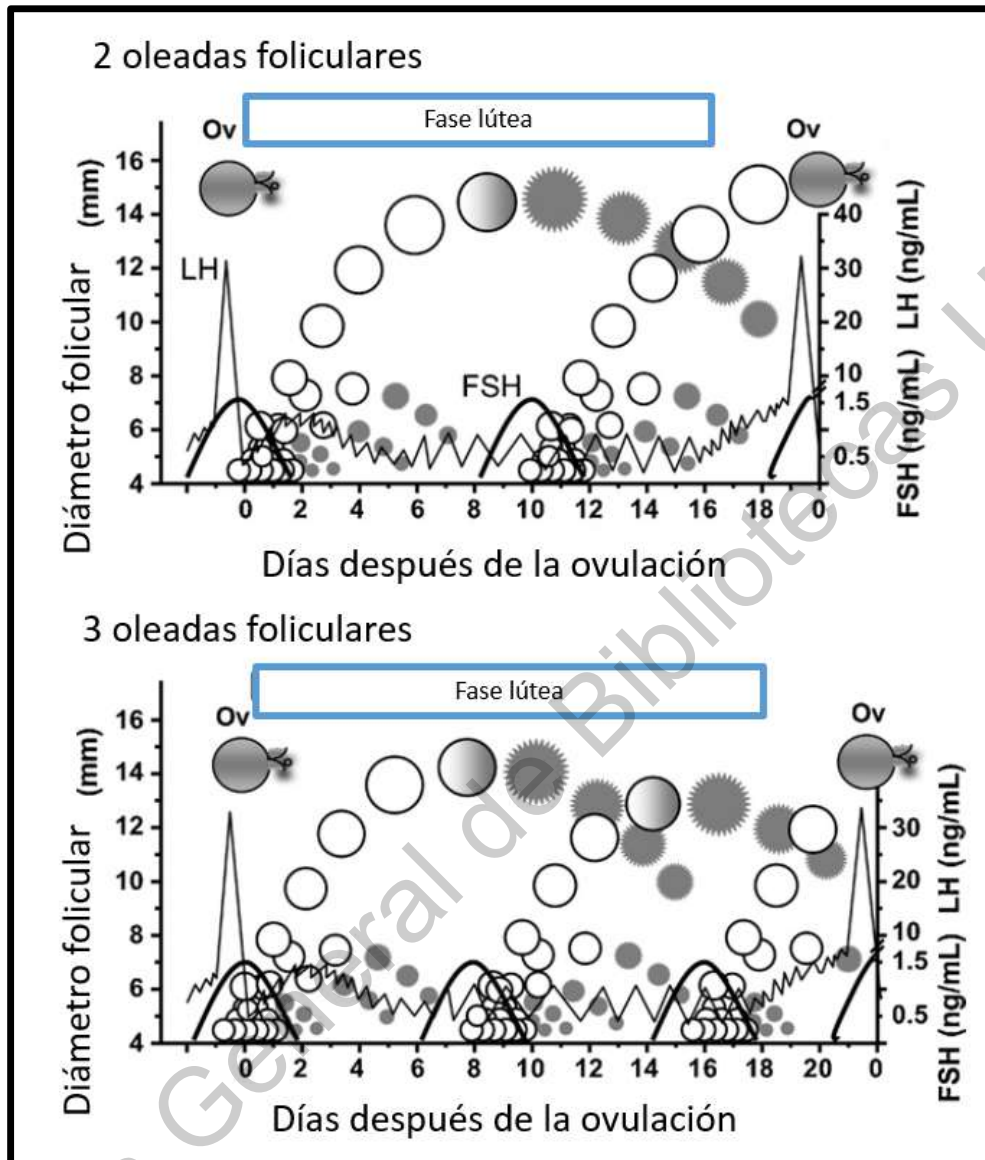 2 oleadas foliculares
Fase lútea
Ov
Ov
Diámetro folicular (mm)
16
14
12
10
8
6
4
LH
FSH
40
30
20
10
1.5
0.5
FSH (ng/mL) LH (ng/mL)
0 2 4 6 8 10 12 14 16 18 0
Días después de la ovulación
3 oleadas foliculares
Fase lútea
Ov
Ov
Diámetro folicular (mm)
16
14
12
10
8
6
4
30
20
10
1.5
0.5
FSH (ng/mL) LH (ng/mL)
0 2 4 6 8 10 12 14 16 18 20 0
Días después de la ovulación
General de Bibliotecas